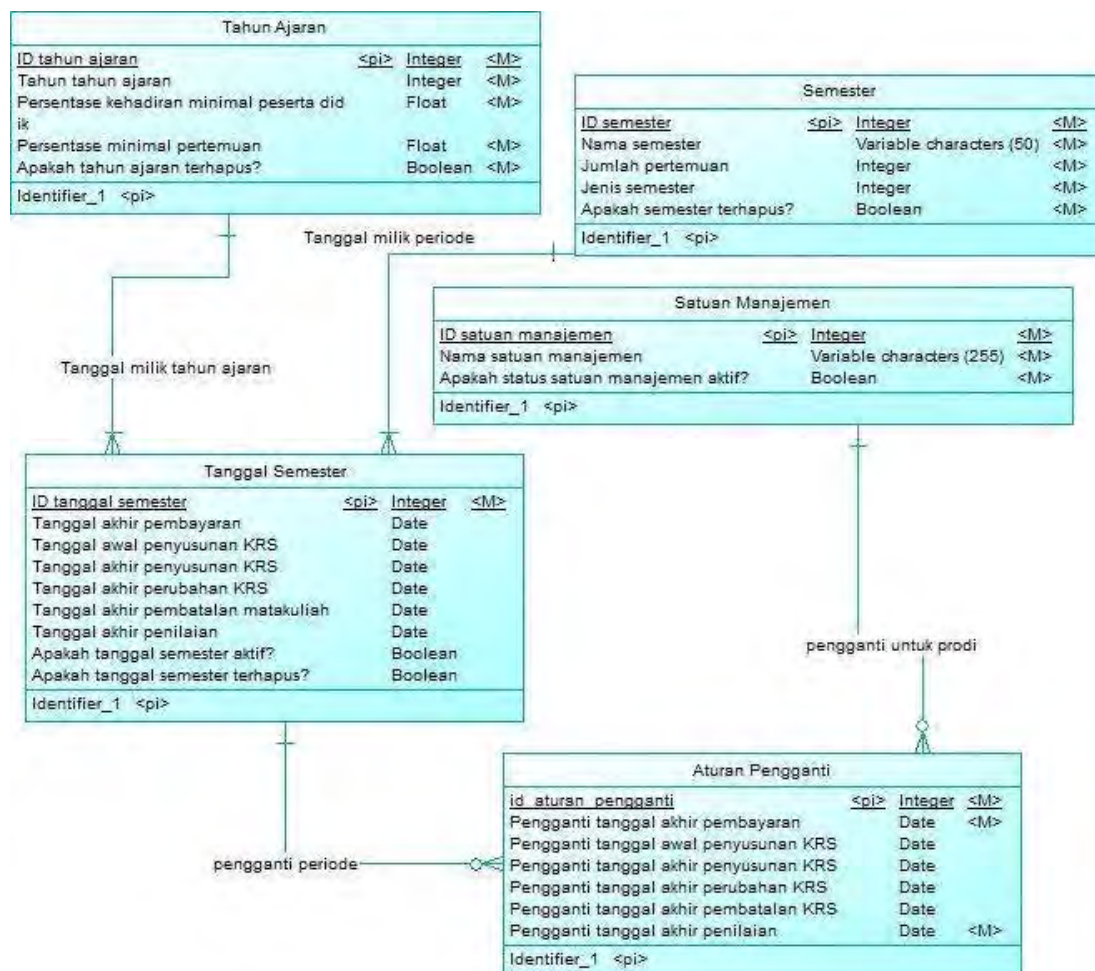 Tahun Ajaran
ID tahun ajaran <pi> Integer <M>
Tahun tahun ajaran Integer <M>
Persentase kehadiran minimal peserta did
ik Float <M>
Persentase minimal pertemuan Float <M>
Apakah tahun ajaran terhapus? Boolean <M>
Identifier_1 <pi>
Semester
ID semester <pi> Integer <M>
Nama semester Variable characters (50) <M>
Jumlah pertemuan Integer <M>
Jenis semester Integer <M>
Apakah semester terhapus? Boolean <M>
Identifier_1 <pi>
Tanggal milik periode
Satuan Manajemen
ID satuan manajemen <pi> Integer <M>
Nama satuan manajemen Variable characters (255) <M>
Apakah status satuan manajemen aktif? Boolean <M>
Identifier_1 <pi>
Tanggal milik tahun ajaran
Tanggal Semester
ID tanggal semester <pi> Integer <M>
Tanggal akhir pembayaran Date
Tanggal awal penyusunan KRS Date
Tanggal akhir penyusunan KRS Date
Tanggal akhir perubahan KRS Date
Tanggal akhir pembatalan matakuliah Date
Tanggal akhir penilaian Date
Apakah tanggal semester aktif? Boolean
Apakah tanggal semester terhapus? Boolean
Identifier_1 <pi>
pengganti untuk prodi
pengganti periode
Aturan Pengganti
id_aturan_pengganti <pi> Integer <M>
Pengganti tanggal akhir pembayaran Date <M>
Pengganti tanggal awal penyusunan KRS Date
Pengganti tanggal akhir penyusunan KRS Date
Pengganti tanggal akhir perubahan KRS Date
Pengganti tanggal akhir pembatalan KRS Date
Pengganti tanggal akhir penilaian Date <M>
Identifier_1 <pi>